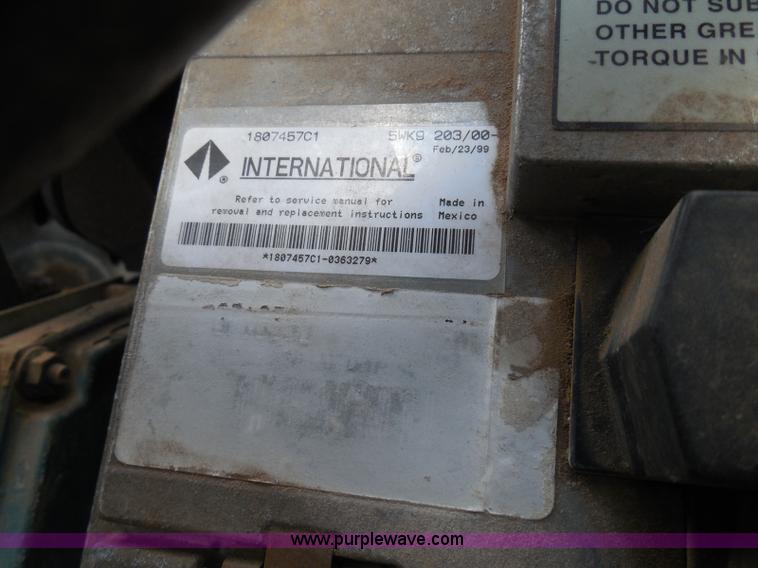 DO NOT SUB
OTHER GRE
TORQUE IN
1807457C1 5WK9 203/00-
Feb/23/99
INTERNATIONAL®
®
Refer to service manual for
removal and replacement instructions
Made in
Mexico
*1807457C1-0363279*
www.purplewave.com